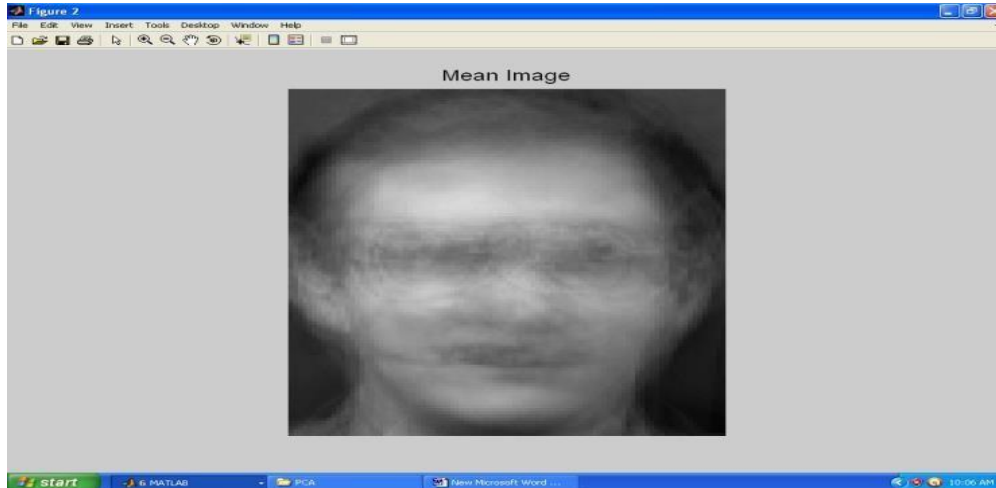 Figure 2
File Edit View Insert Tools Desktop Window Help
Mean Image
start 6 MATLAB PCA New Microsoft Word ... 10:06 AM